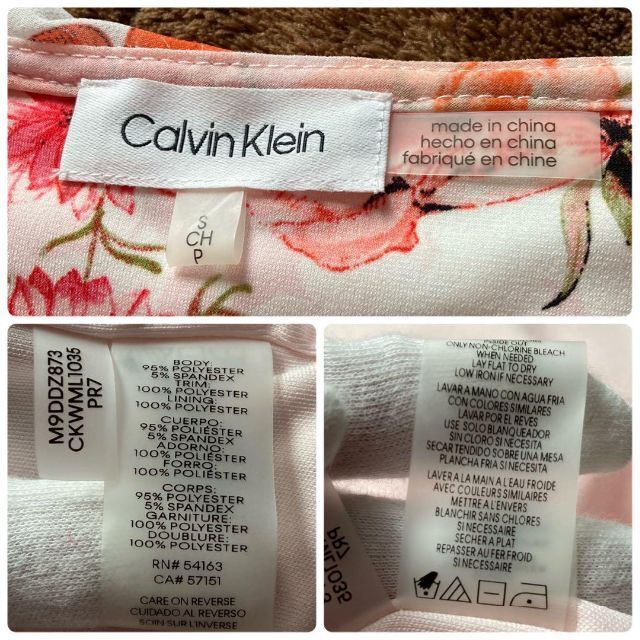 Calvin Klein
made in china
hecho en china
fabriqué en chine
S
CH
P
M9DDZ873
CKWML1035
PR7
BODY:
95% POLYESTER
5% SPANDEX
TRIM:
100% POLYESTER
LINING:
100% POLYESTER
CUERPO:
95% POLIÉSTER
5% SPANDEX
ADORNO:
100% POLIÉSTER
FORRO:
100% POLIÉSTER
CORPS:
95% POLYESTER
5% SPANDEX
GARNITURE:
100% POLYESTER
DOUBLURE:
100% POLYESTER
RN# 54163
CA# 57151
CARE ON REVERSE
CUIDADO AL REVERSO
SOIN SUR L'INVERSE
INSIDE OUT
ONLY NON-CHLORINE BLEACH
WHEN NEEDED
LAY FLAT TO DRY
LOW IRON IF NECESSARY
LAVAR A MANO CON AGUA FRIA
CON COLORES SIMILARES
LAVAR POR EL REVES
USE SOLO BLANQUEADOR
SIN CLORO SI NECESITA
SECAR TENDIDO SOBRE UNA MESA
PLANCHA FRIA SI NECESITA
LAVER A LA MAIN A L'EAU FROIDE
AVEC COULEURS SIMILAIRES
METTRE A L'ENVERS
BLANCHIR SANS CHLORES
SI NECESSAIRE
SECHER A PLAT
REPASSER AU FER FROID
SI NECESSAIRE
PR7